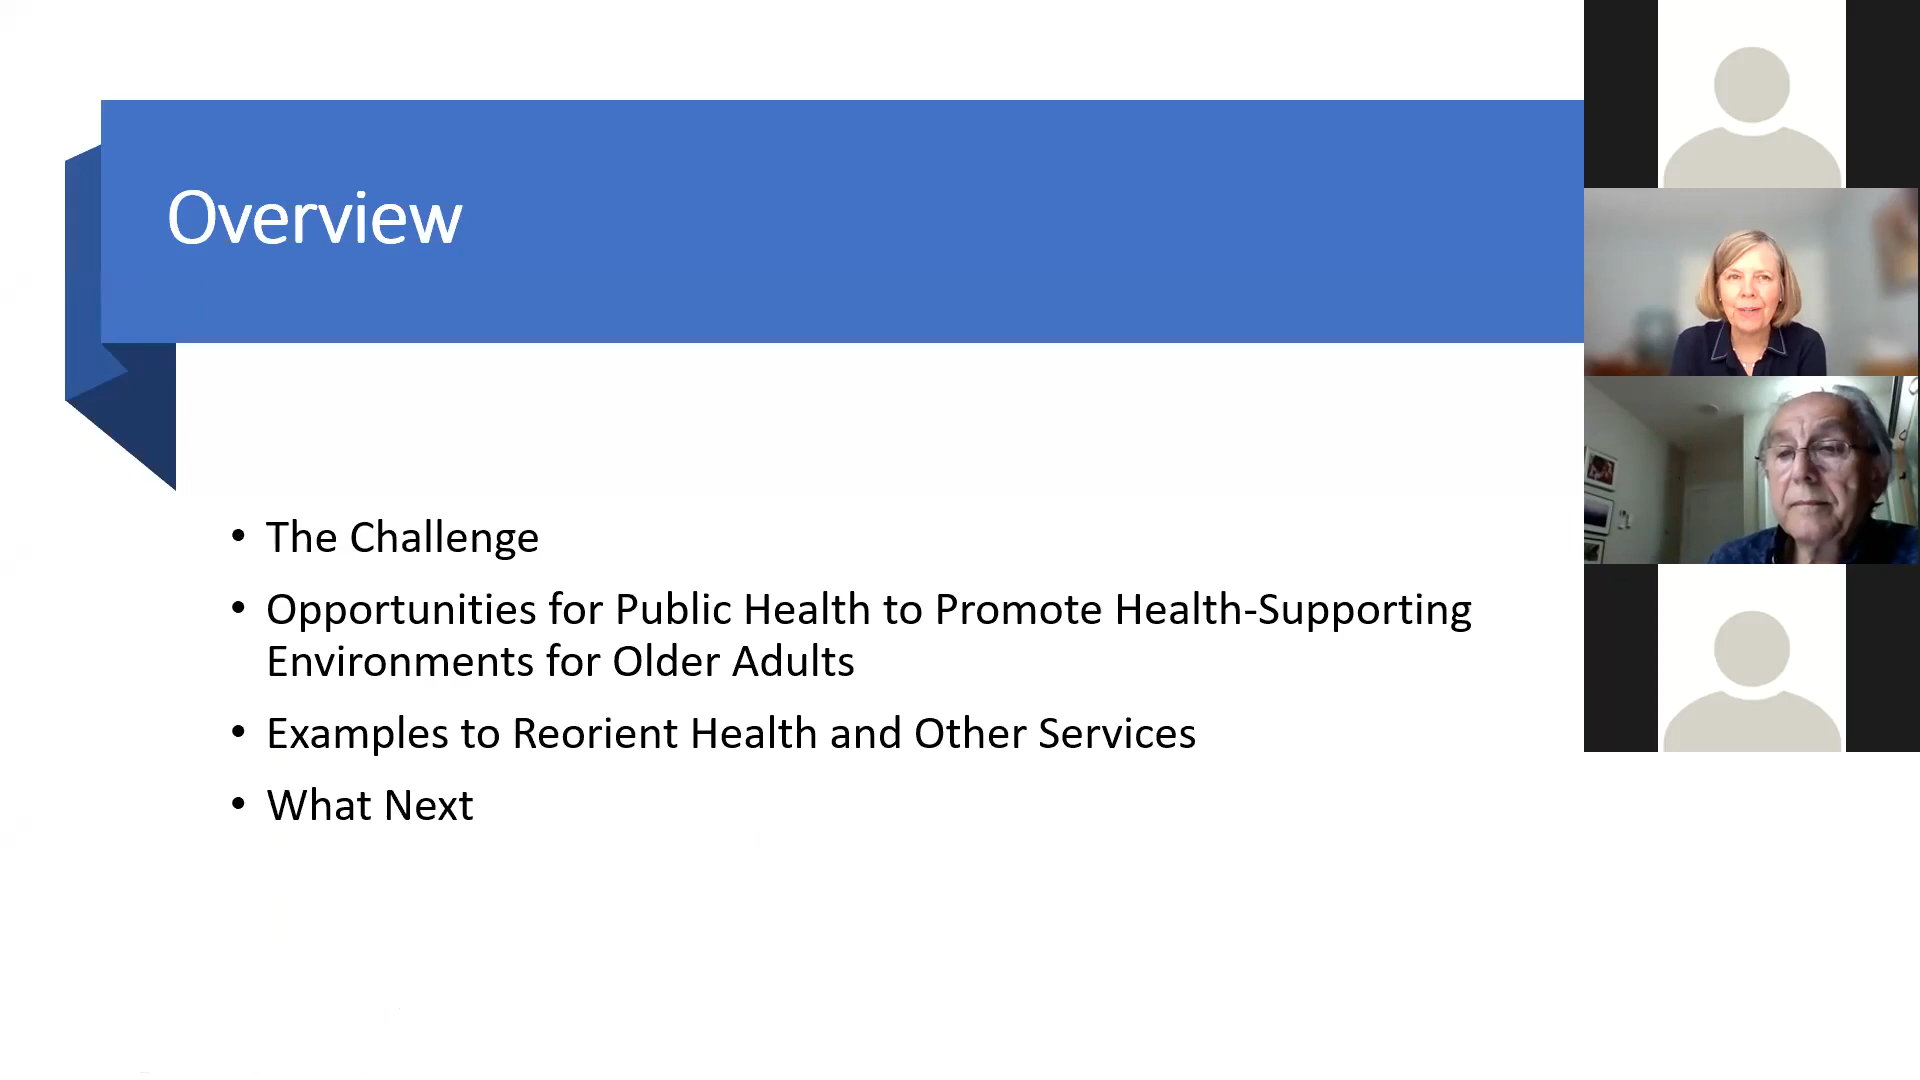 Overview
• The Challenge
• Opportunities for Public Health to Promote Health-Supporting
Environments for Older Adults
• Examples to Reorient Health and Other Services
• What Next